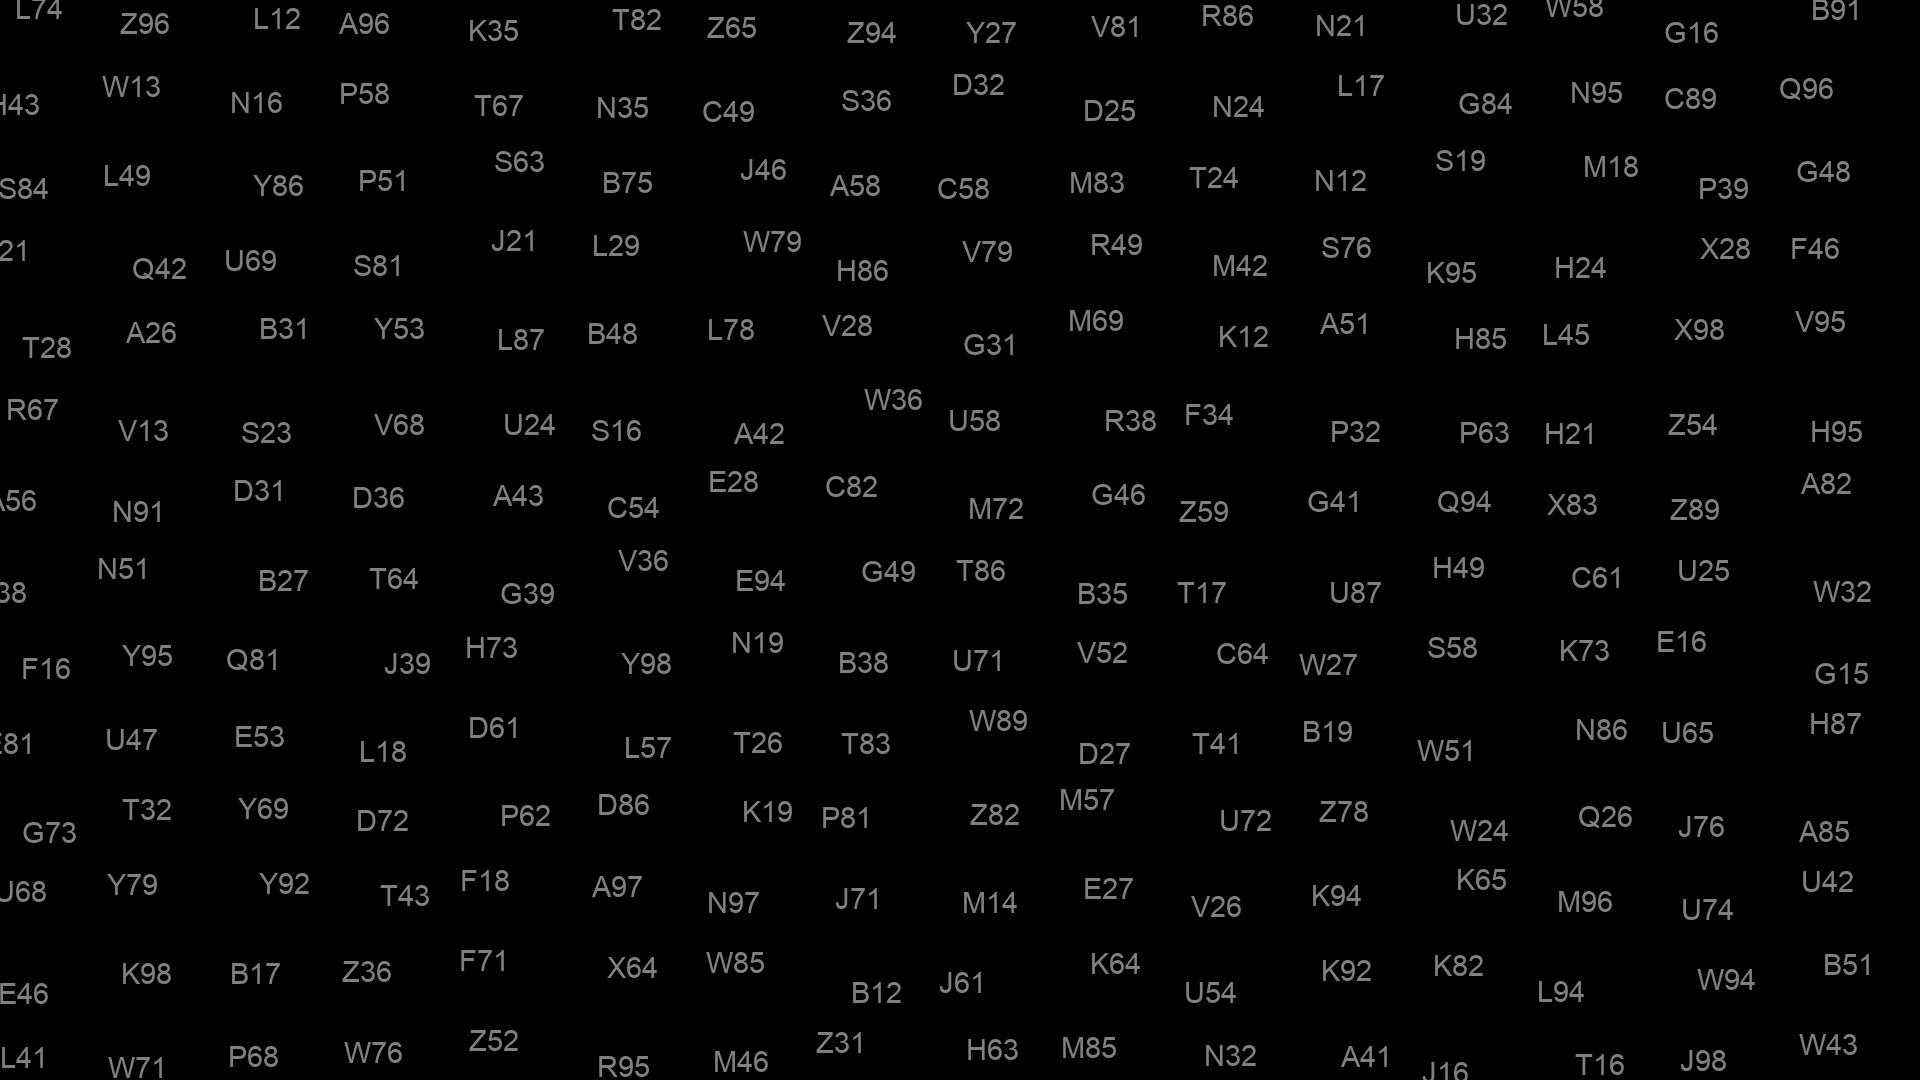 L74 Z96 L12 A96 K35 T82 Z65 Z94 Y27 V81 R86 N21 U32 W58 G16 B91
H43 W13 N16 P58 T67 N35 C49 S36 D32 D25 N24 L17 G84 N95 C89 Q96
S84 L49 Y86 P51 S63 B75 J46 A58 C58 M83 T24 N12 S19 M18 P39 G48
21 Q42 U69 S81 J21 L29 W79 H86 V79 R49 M42 S76 K95 H24 X28 F46
T28 A26 B31 Y53 L87 B48 L78 V28 G31 M69 K12 A51 H85 L45 X98 V95
R67 V13 S23 V68 U24 S16 A42 W36 U58 R38 F34 P32 P63 H21 Z54 H95
A56 N91 D31 D36 A43 C54 E28 C82 M72 G46 Z59 G41 Q94 X83 Z89 A82
38 N51 B27 T64 G39 V36 E94 G49 T86 B35 T17 U87 H49 C61 U25 W32
F16 Y95 Q81 J39 H73 Y98 N19 B38 U71 V52 C64 W27 S58 K73 E16 G15
E81 U47 E53 L18 D61 L57 T26 T83 W89 D27 T41 B19 W51 N86 U65 H87
G73 T32 Y69 D72 P62 D86 K19 P81 Z82 M57 U72 Z78 W24 Q26 J76 A85
U68 Y79 Y92 T43 F18 A97 N97 J71 M14 E27 V26 K94 K65 M96 U74 U42
E46 K98 B17 Z36 F71 X64 W85 B12 J61 K64 U54 K92 K82 L94 W94 B51
L41 W71 P68 W76 Z52 R95 M46 Z31 H63 M85 N32 A41 J16 T16 J98 W43